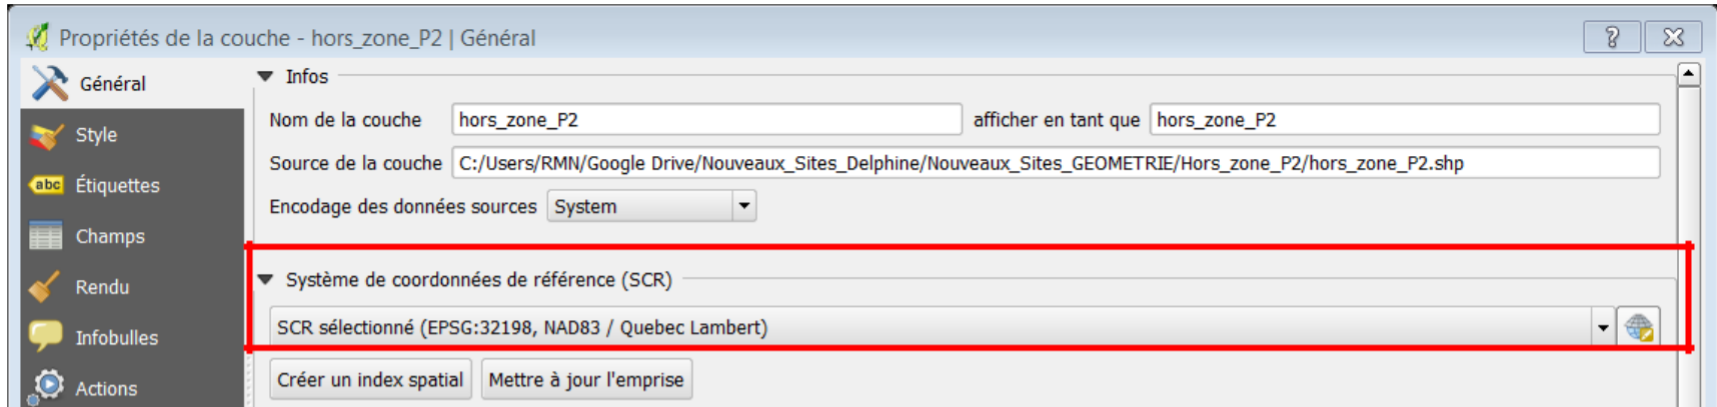 Propriétés de la couche - hors_zone_P2 | Général
Général
Style
abc Étiquettes
Champs
Rendu
Infobulles
Actions
Infos
Nom de la couche hors_zone_P2 afficher en tant que hors_zone_P2
Source de la couche C:/Users/RMN/Google Drive/Nouveaux_Sites_Delphine/Nouveaux_Sites_GEOMETRIE/Hors_zone_P2/hors_zone_P2.shp
Encodage des données sources System
Système de coordonnées de référence (SCR)
SCR sélectionné (EPSG:32198, NAD83 / Quebec Lambert)
Créer un index spatial Mettre à jour l'emprise